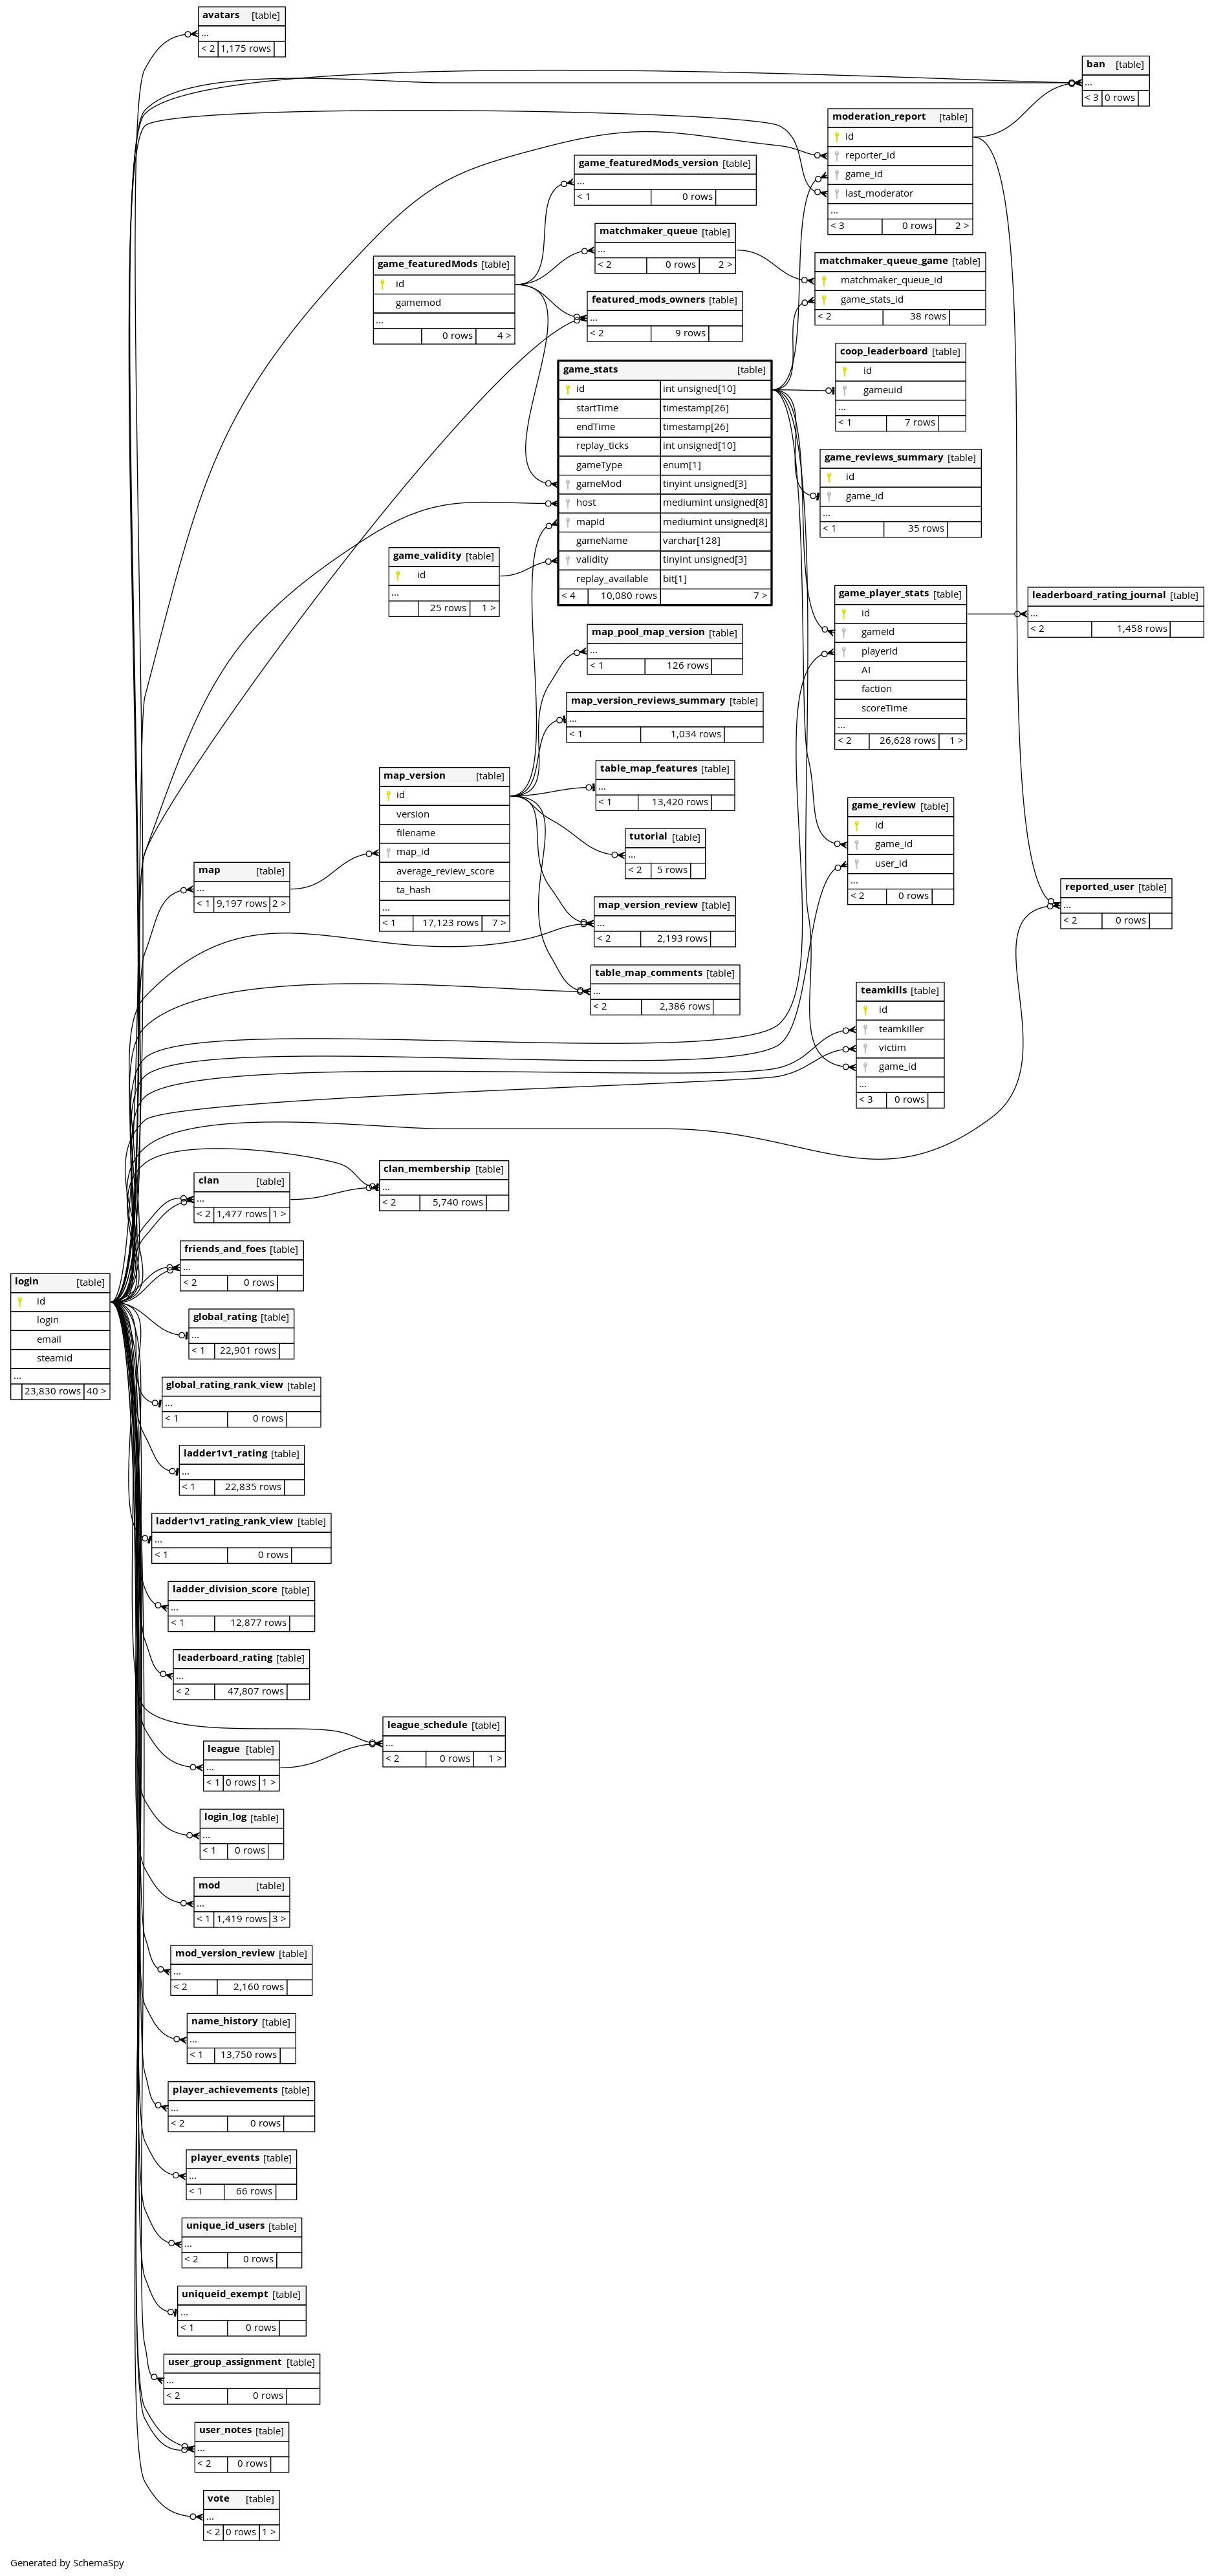 avatars [table]
...
< 2 1,175 rows
ban [table]
...
< 3 0 rows
moderation_report [table]
id
reporter_id
game_id
last_moderator
...
< 3 0 rows 2 >
game_featuredMods_version [table]
...
< 1 0 rows
matchmaker_queue [table]
...
< 2 0 rows 2 >
game_featuredMods [table]
id
gamemod
...
0 rows 4 >
matchmaker_queue_game [table]
matchmaker_queue_id
game_stats_id
< 2 38 rows
featured_mods_owners [table]
...
< 2 9 rows
coop_leaderboard [table]
id
gameuid
...
< 1 7 rows
game_stats [table]
id int unsigned[10]
startTime timestamp[26]
endTime timestamp[26]
replay_ticks int unsigned[10]
gameType enum[1]
gameMod tinyint unsigned[3]
host mediumint unsigned[8]
mapId mediumint unsigned[8]
gameName varchar[128]
validity tinyint unsigned[3]
replay_available bit[1]
< 4 10,080 rows 7 >
game_reviews_summary [table]
id
game_id
...
< 1 35 rows
game_validity [table]
id
...
25 rows 1 >
game_player_stats [table]
id
gameId
playerId
AI
faction
scoreTime
...
< 2 26,628 rows 1 >
leaderboard_rating_journal [table]
...
< 2 1,458 rows
map_pool_map_version [table]
...
< 1 126 rows
map_version_reviews_summary [table]
...
< 1 1,034 rows
table_map_features [table]
...
< 1 13,420 rows
map_version [table]
id
version
filename
map_id
average_review_score
ta_hash
...
< 1 17,123 rows 7 >
game_review [table]
id
game_id
user_id
...
< 2 0 rows
tutorial [table]
...
< 2 5 rows
map [table]
...
< 1 9,197 rows 2 >
reported_user [table]
...
< 2 0 rows
map_version_review [table]
...
< 2 2,193 rows
table_map_comments [table]
...
< 2 2,386 rows
teamkills [table]
id
teamkiller
victim
game_id
...
< 3 0 rows
clan_membership [table]
...
< 2 5,740 rows
clan [table]
...
< 2 1,477 rows 1 >
friends_and_foes [table]
...
< 2 0 rows
login [table]
id
login
email
steamid
...
23,830 rows 40 >
global_rating [table]
...
< 1 22,901 rows
global_rating_rank_view [table]
...
< 1 0 rows
ladder1v1_rating [table]
...
< 1 22,835 rows
ladder1v1_rating_rank_view [table]
...
< 1 0 rows
ladder_division_score [table]
...
< 1 12,877 rows
leaderboard_rating [table]
...
< 2 47,807 rows
league_schedule [table]
...
< 2 0 rows 1 >
league [table]
...
< 1 0 rows 1 >
login_log [table]
...
< 1 0 rows
mod [table]
...
< 1 1,419 rows 3 >
mod_version_review [table]
...
< 2 2,160 rows
name_history [table]
...
< 1 13,750 rows
player_achievements [table]
...
< 2 0 rows
player_events [table]
...
< 1 66 rows
unique_id_users [table]
...
< 2 0 rows
uniqueid_exempt [table]
...
< 1 0 rows
user_group_assignment [table]
...
< 2 0 rows
user_notes [table]
...
< 2 0 rows
vote [table]
...
< 2 0 rows 1 >
Generated by SchemaSpy